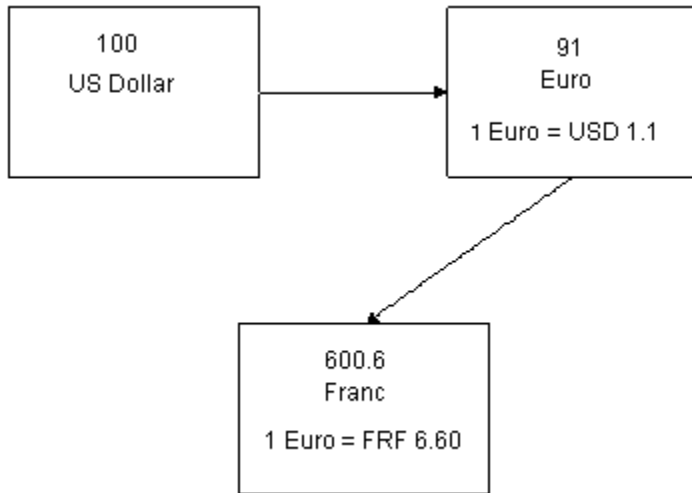 100
US Dollar
91
Euro
1 Euro = USD 1.1
600.6
Franc
1 Euro = FRF 6.60